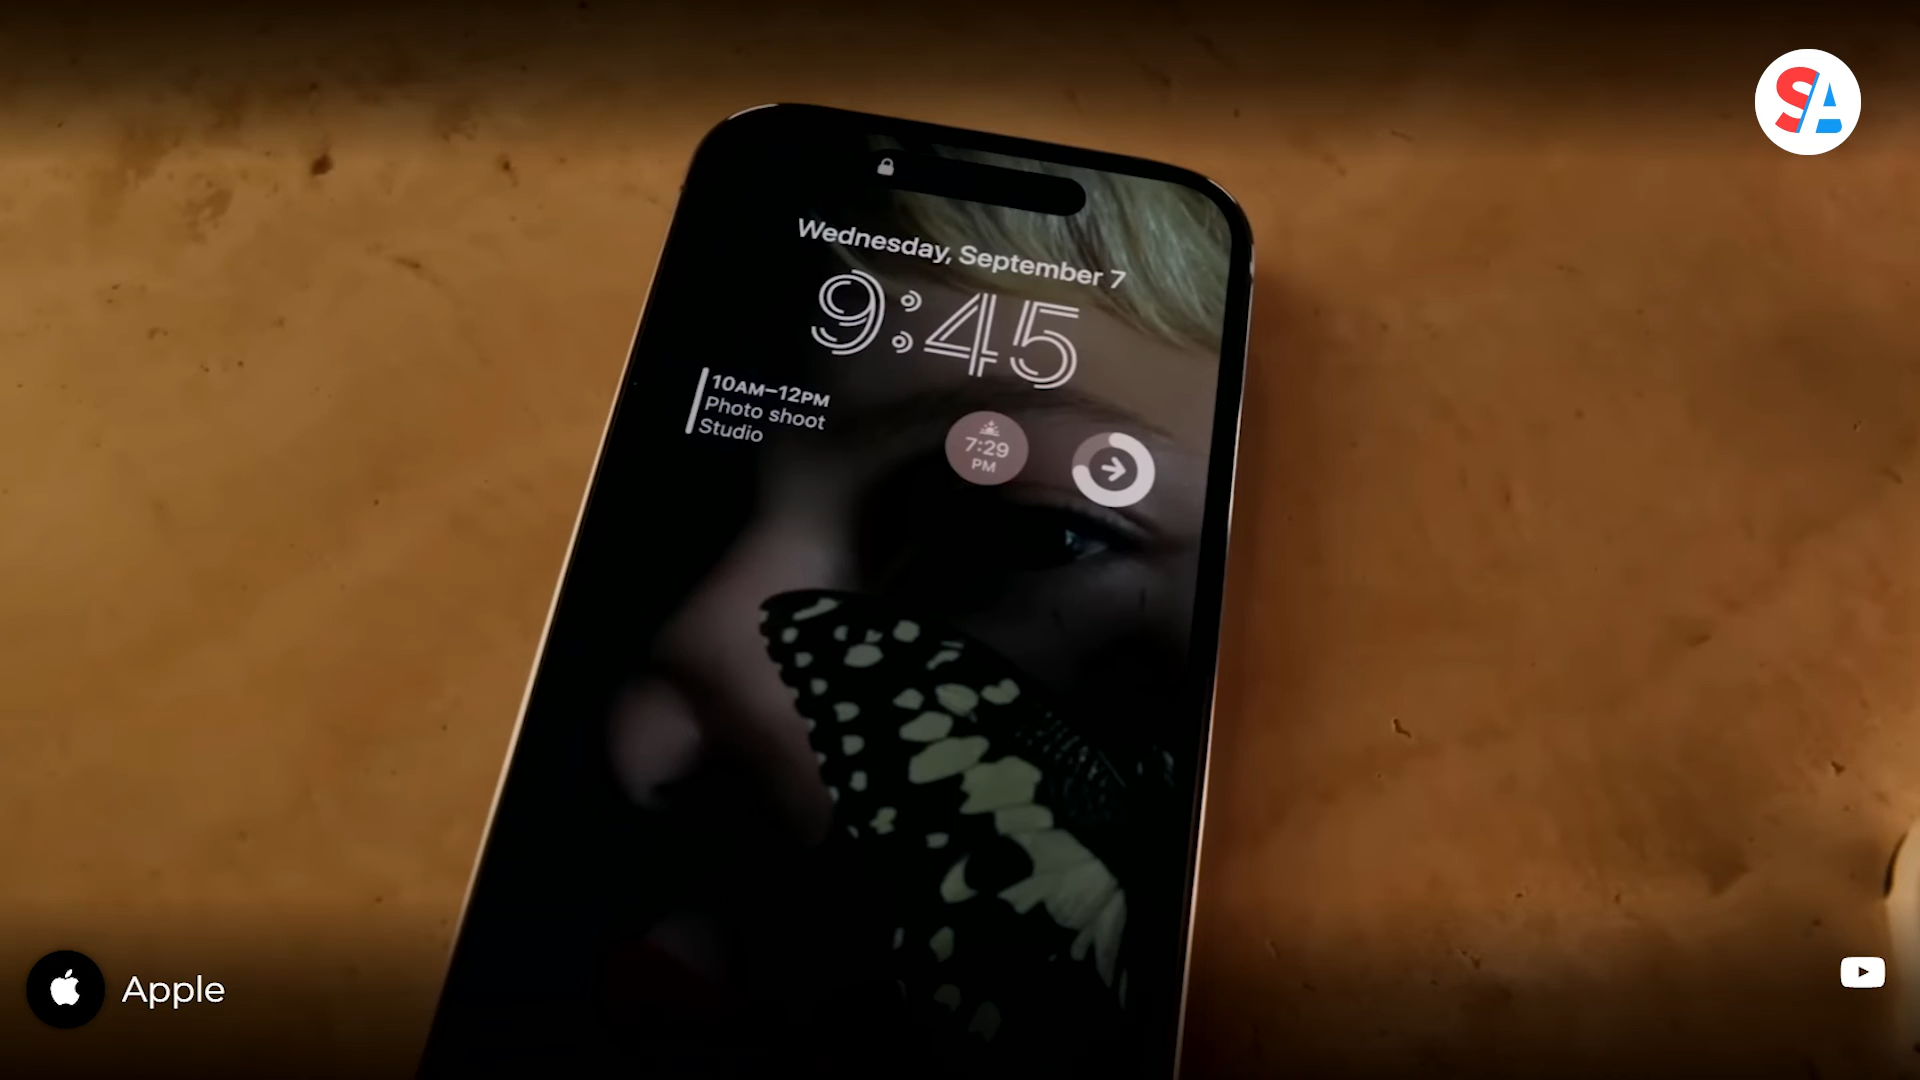 SA
Wednesday, September 7
9:45
10AM–12PM
Photo shoot
Studio
7:29
PM
Apple